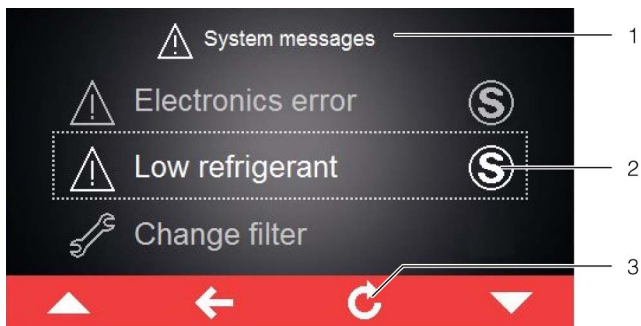 System messages
1
Electronics error
S
Low refrigerant
S
2
Change filter
3